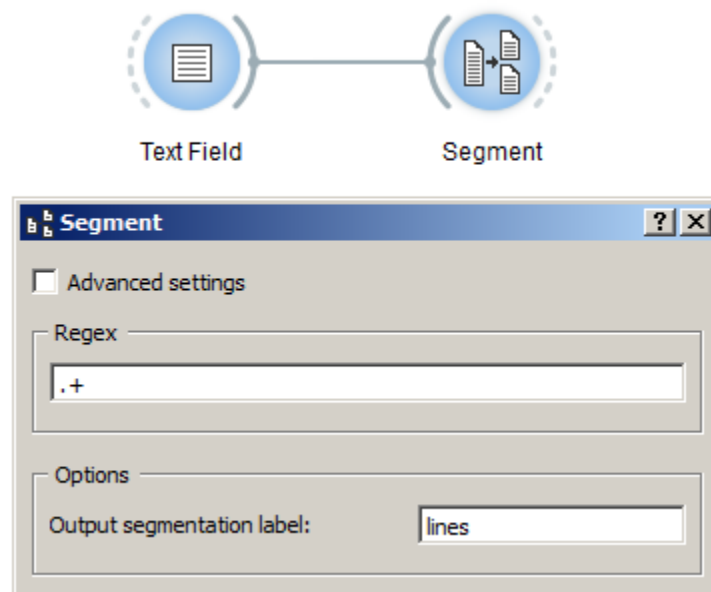 Text Field
Segment
Segment
Advanced settings
Regex
.+
Options
Output segmentation label:
lines